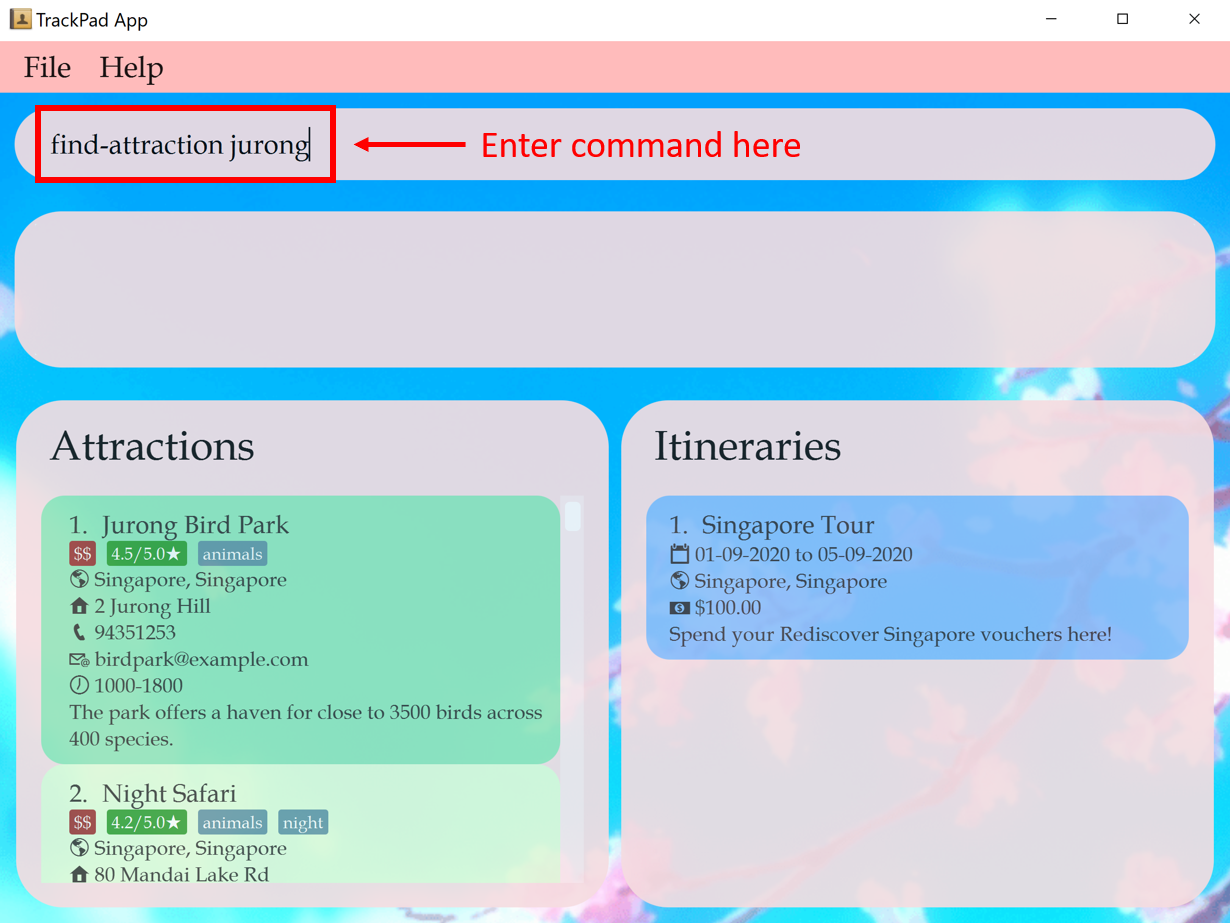 TrackPad App
File Help
find-attraction jurong
Enter command here
Attractions
1. Jurong Bird Park
$$ 4.5/5.0★ animals
Singapore, Singapore
2 Jurong Hill
94351253
birdpark@example.com
1000-1800
The park offers a haven for close to 3500 birds across
400 species.
2. Night Safari
$$ 4.2/5.0★ animals night
Singapore, Singapore
80 Mandai Lake Rd
Itineraries
1. Singapore Tour
01-09-2020 to 05-09-2020
Singapore, Singapore
$100.00
Spend your Rediscover Singapore vouchers here!